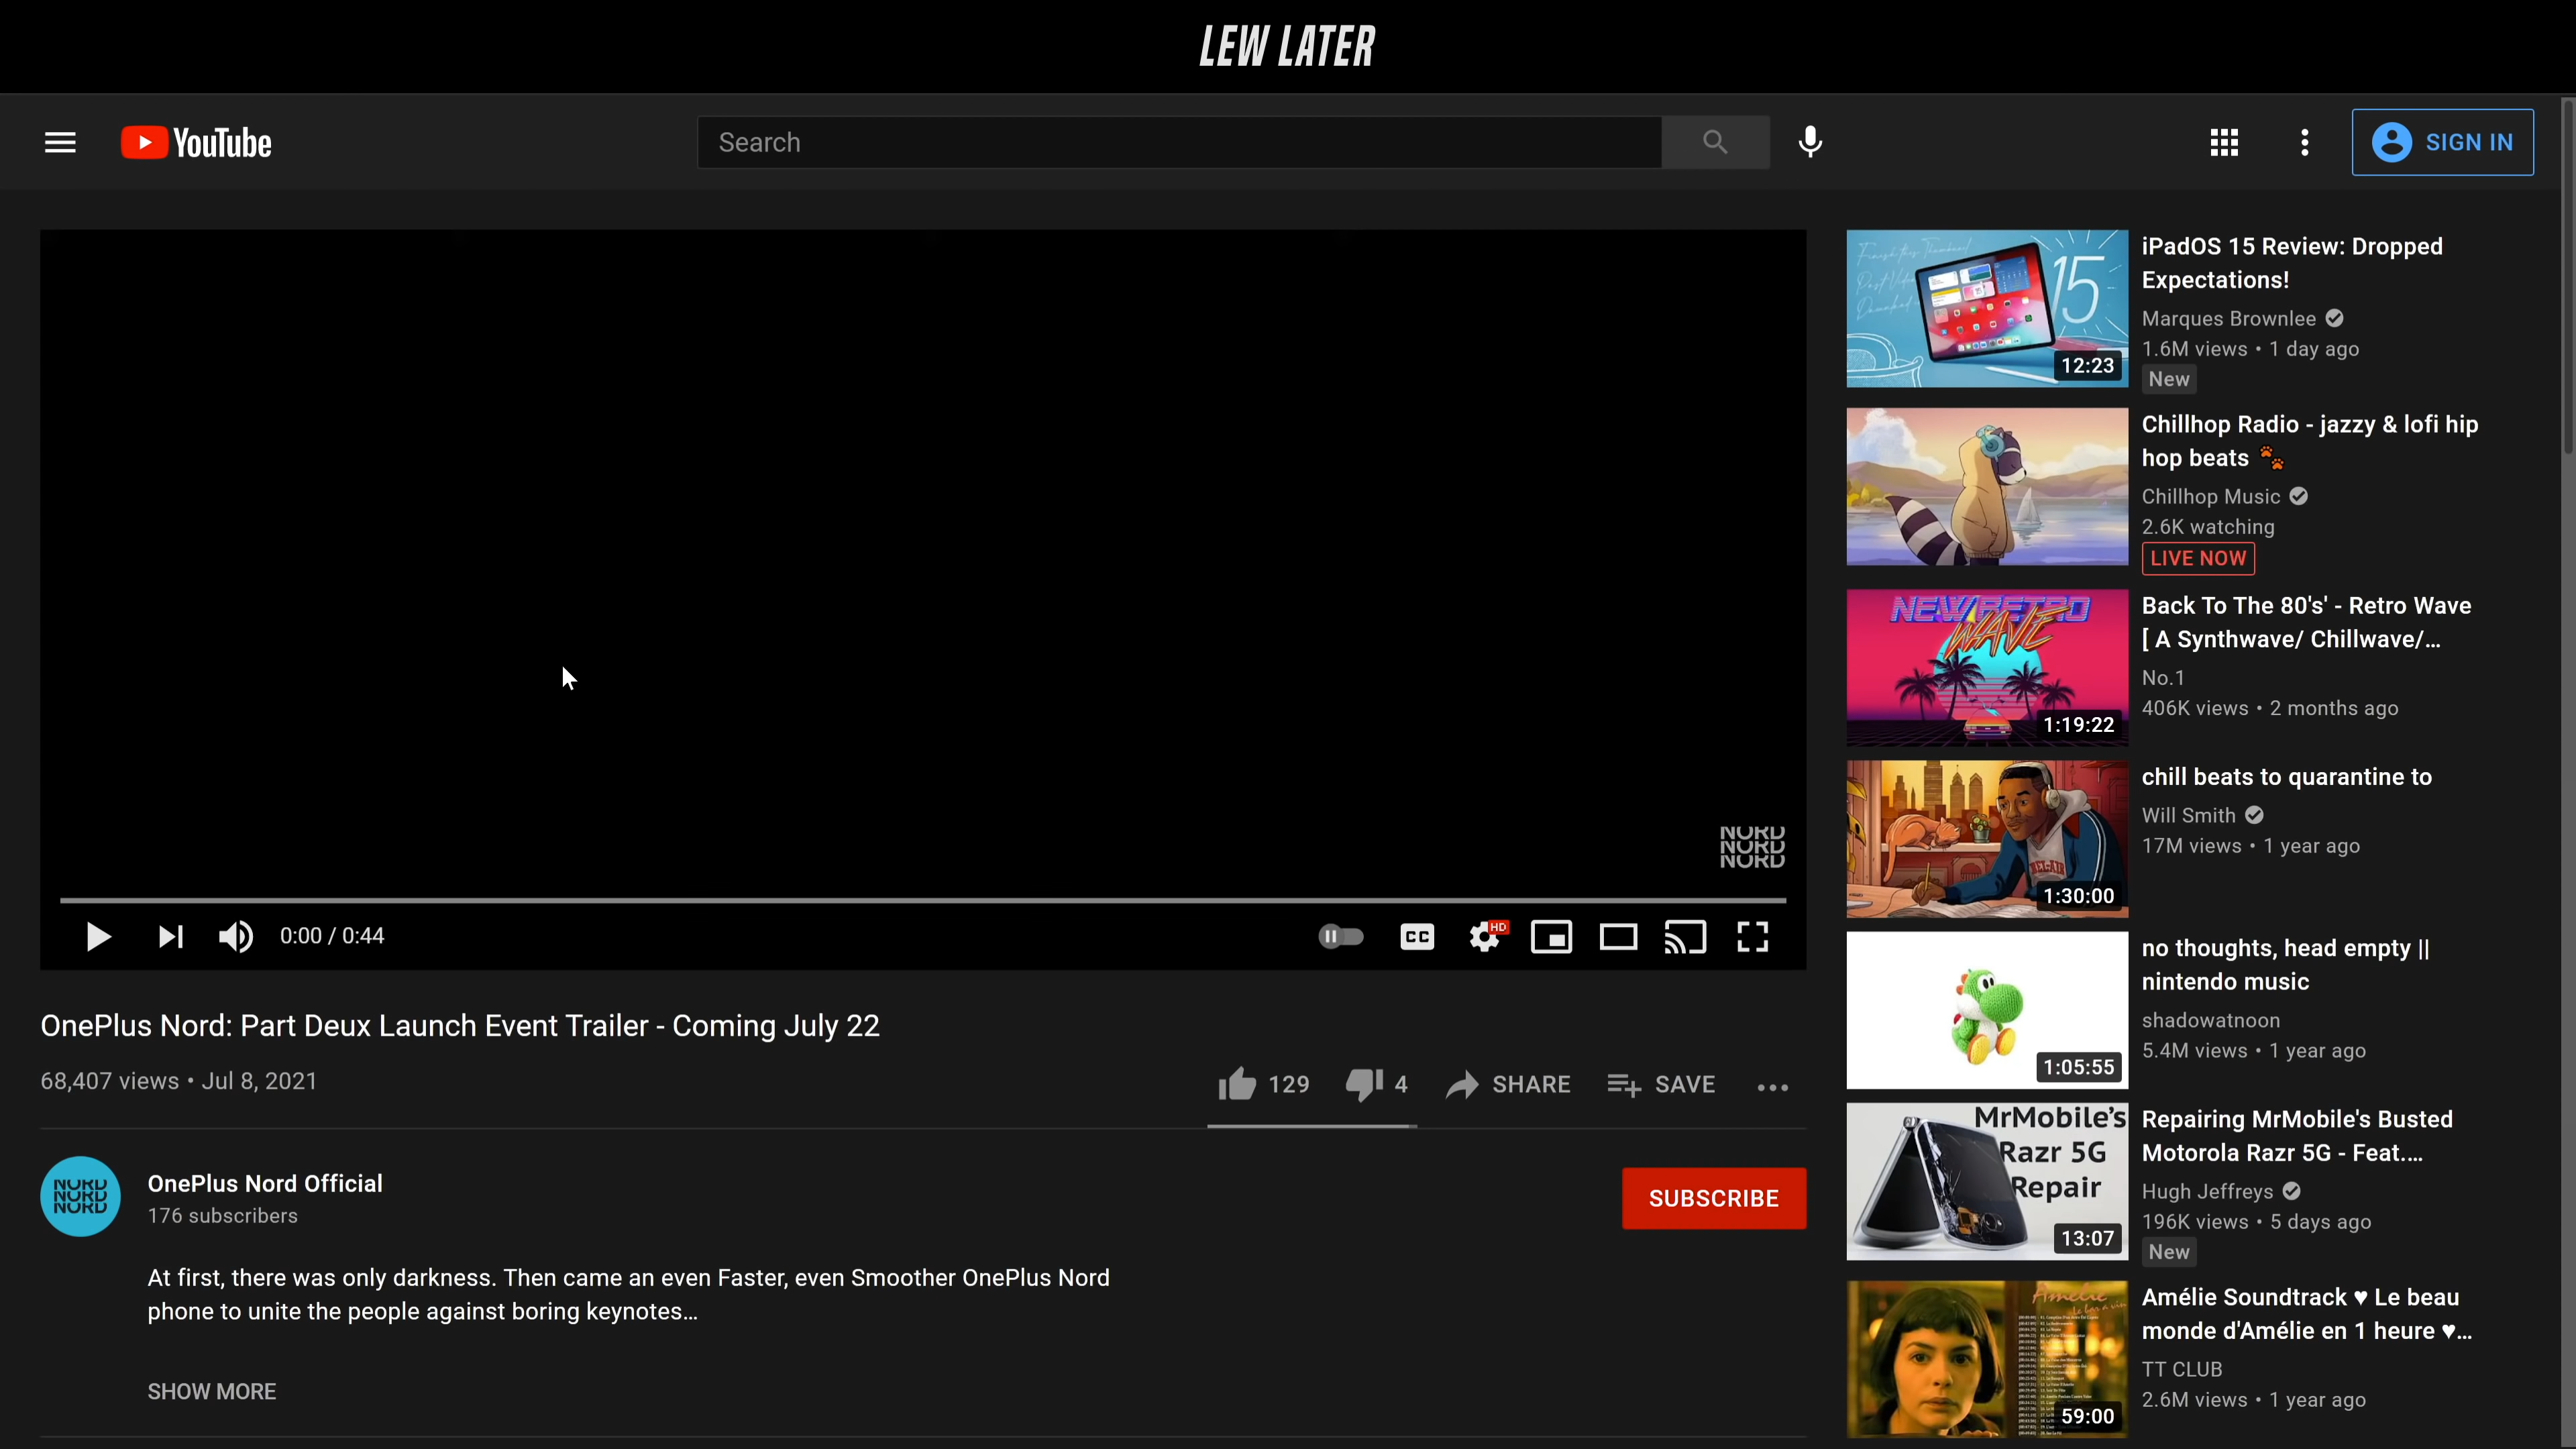 LEW LATER
YouTube
Search
SIGN IN
NORD
NORD
NORD
0:00 / 0:44
CC
HD
OnePlus Nord: Part Deux Launch Event Trailer - Coming July 22
68,407 views • Jul 8, 2021
129
4
SHARE
SAVE
NORD
NORD
NORD
OnePlus Nord Official
176 subscribers
SUBSCRIBE
At first, there was only darkness. Then came an even Faster, even Smoother OnePlus Nord
phone to unite the people against boring keynotes...
SHOW MORE
15
12:23
iPadOS 15 Review: Dropped
Expectations!
Marques Brownlee
1.6M views • 1 day ago
New
Chillhop Radio - jazzy & lofi hip
hop beats 🐾
Chillhop Music
2.6K watching
LIVE NOW
NEW RETRO
WAVE
1:19:22
Back To The 80's' - Retro Wave
[ A Synthwave/ Chillwave/...
No.1
406K views • 2 months ago
1:30:00
chill beats to quarantine to
Will Smith
17M views • 1 year ago
1:05:55
no thoughts, head empty ||
nintendo music
shadowatnoon
5.4M views • 1 year ago
MrMobile's
Razr 5G
Repair
13:07
Repairing MrMobile's Busted
Motorola Razr 5G - Feat....
Hugh Jeffreys
196K views • 5 days ago
New
Amélie
59:00
Amélie Soundtrack ♥ Le beau
monde d'Amélie en 1 heure ♥...
TT CLUB
2.6M views • 1 year ago